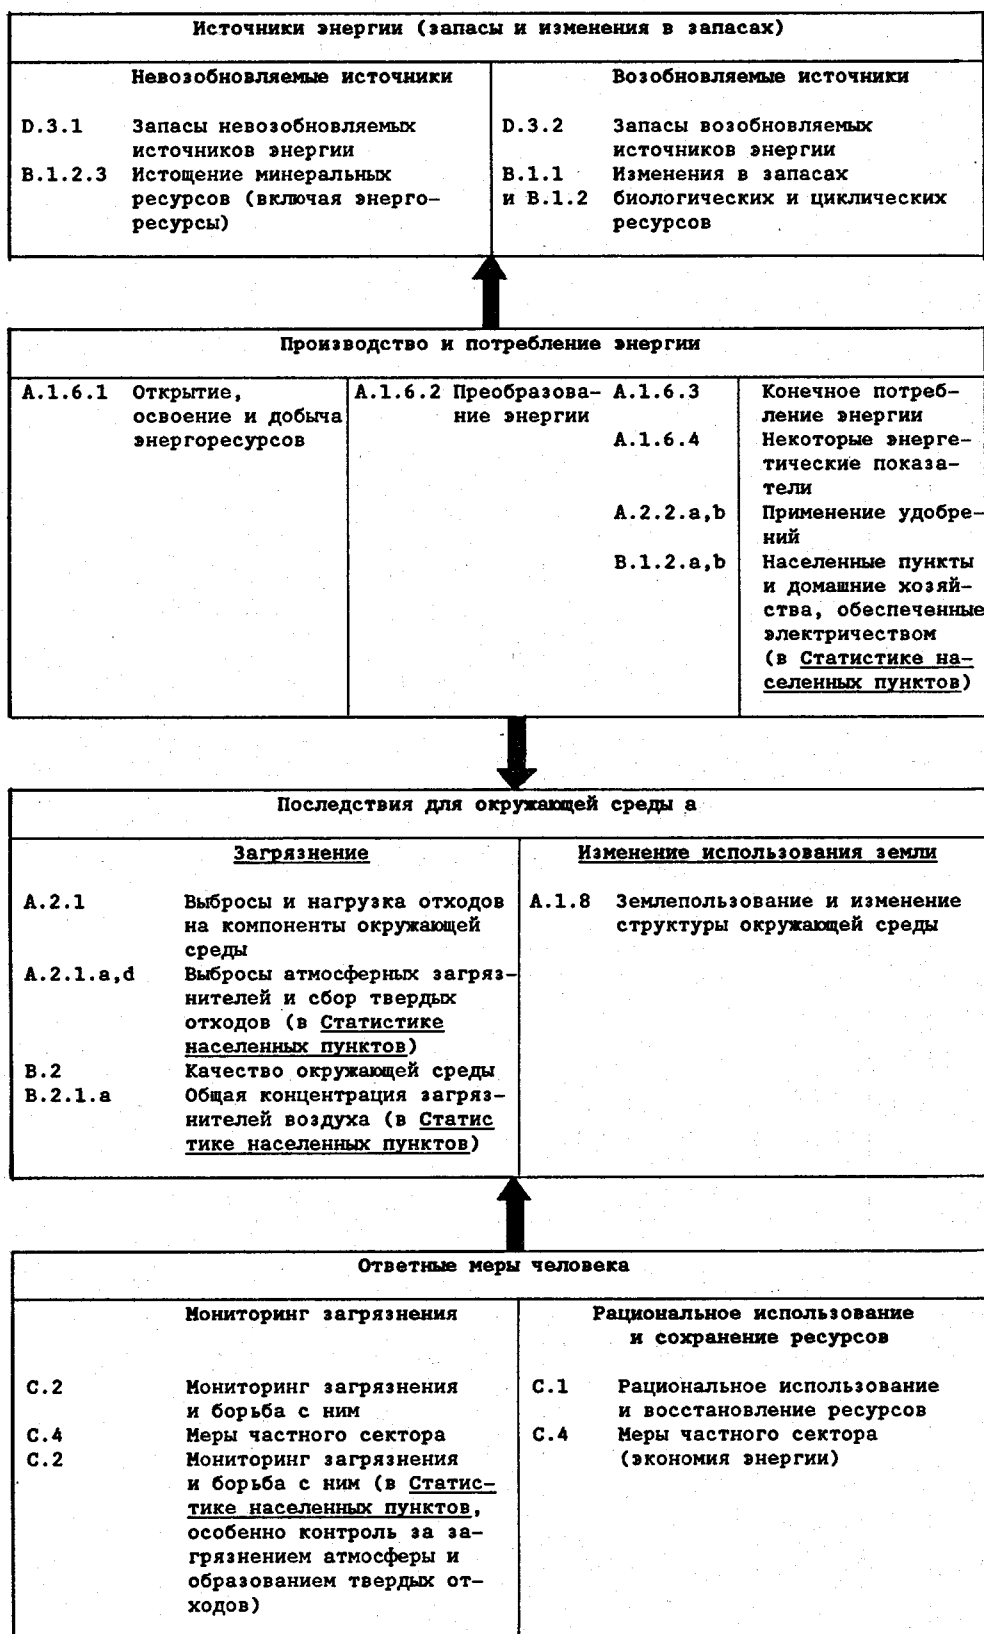 Источники энергии (запасы и изменения в запасах)
Невозобновляемые источники
D.3.1 Запасы невозобновляемых
источников энергии
B.1.2.3 Истощение минеральных
ресурсов (включая энерго-
ресурсы)
Возобновляемые источники
D.3.2 Запасы возобновляемых
источников энергии
B.1.1 Изменения в запасах
и B.1.2 биологических и циклических
ресурсов
Производство и потребление энергии
A.1.6.1 Открытие,
освоение и добыча
энергоресурсов
A.1.6.2 Преобразова-
ние энергии
A.1.6.3 Конечное потреб-
ление энергии
A.1.6.4 Некоторые энерге-
тические показа-
тели
A.2.2.a,b Применение удобре-
ний
B.1.2.a,b Населенные пункты
и домашние хозяй-
ства, обеспеченные
электричеством
(в Статистике на-
селенных пунктов)
Последствия для окружающей среды а
Загрязнение
A.2.1 Выбросы и нагрузка отходов
на компоненты окружающей
среды
A.2.1.a,d Выбросы атмосферных загряз-
нителей и сбор твердых
отходов (в Статистике
населенных пунктов)
B.2 Качество окружающей среды
B.2.1.a Общая концентрация загряз-
нителей воздуха (в Статис
тике населенных пунктов)
Изменение использования земли
A.1.8 Землепользование и изменение
структуры окружающей среды
Ответные меры человека
Мониторинг загрязнения
C.2 Мониторинг загрязнения
и борьба с ним
C.4 Меры частного сектора
C.2 Мониторинг загрязнения
и борьба с ним (в Статис-
тике населенных пунктов,
особенно контроль за за-
грязнением атмосферы и
образованием твердых от-
ходов)
Рациональное использование
и сохранение ресурсов
C.1 Рациональное использование
и восстановление ресурсов
C.4 Меры частного сектора
(экономия энергии)